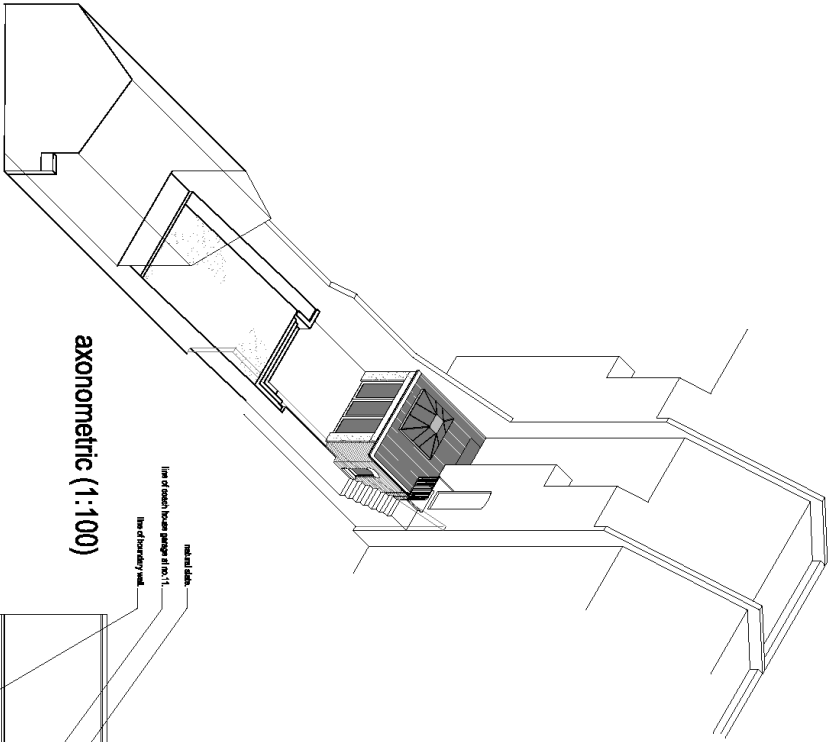 axonometric (1:100)
natural slate.
line of coach house garage at no.11.
line of boundary wall.